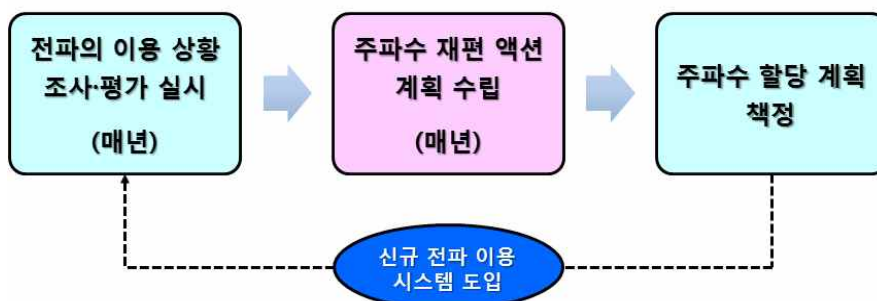 전파의 이용 상황
조사·평가 실시
(매년)
주파수 재편 액션
계획 수립
(매년)
주파수 할당 계획
책정
신규 전파 이용
시스템 도입